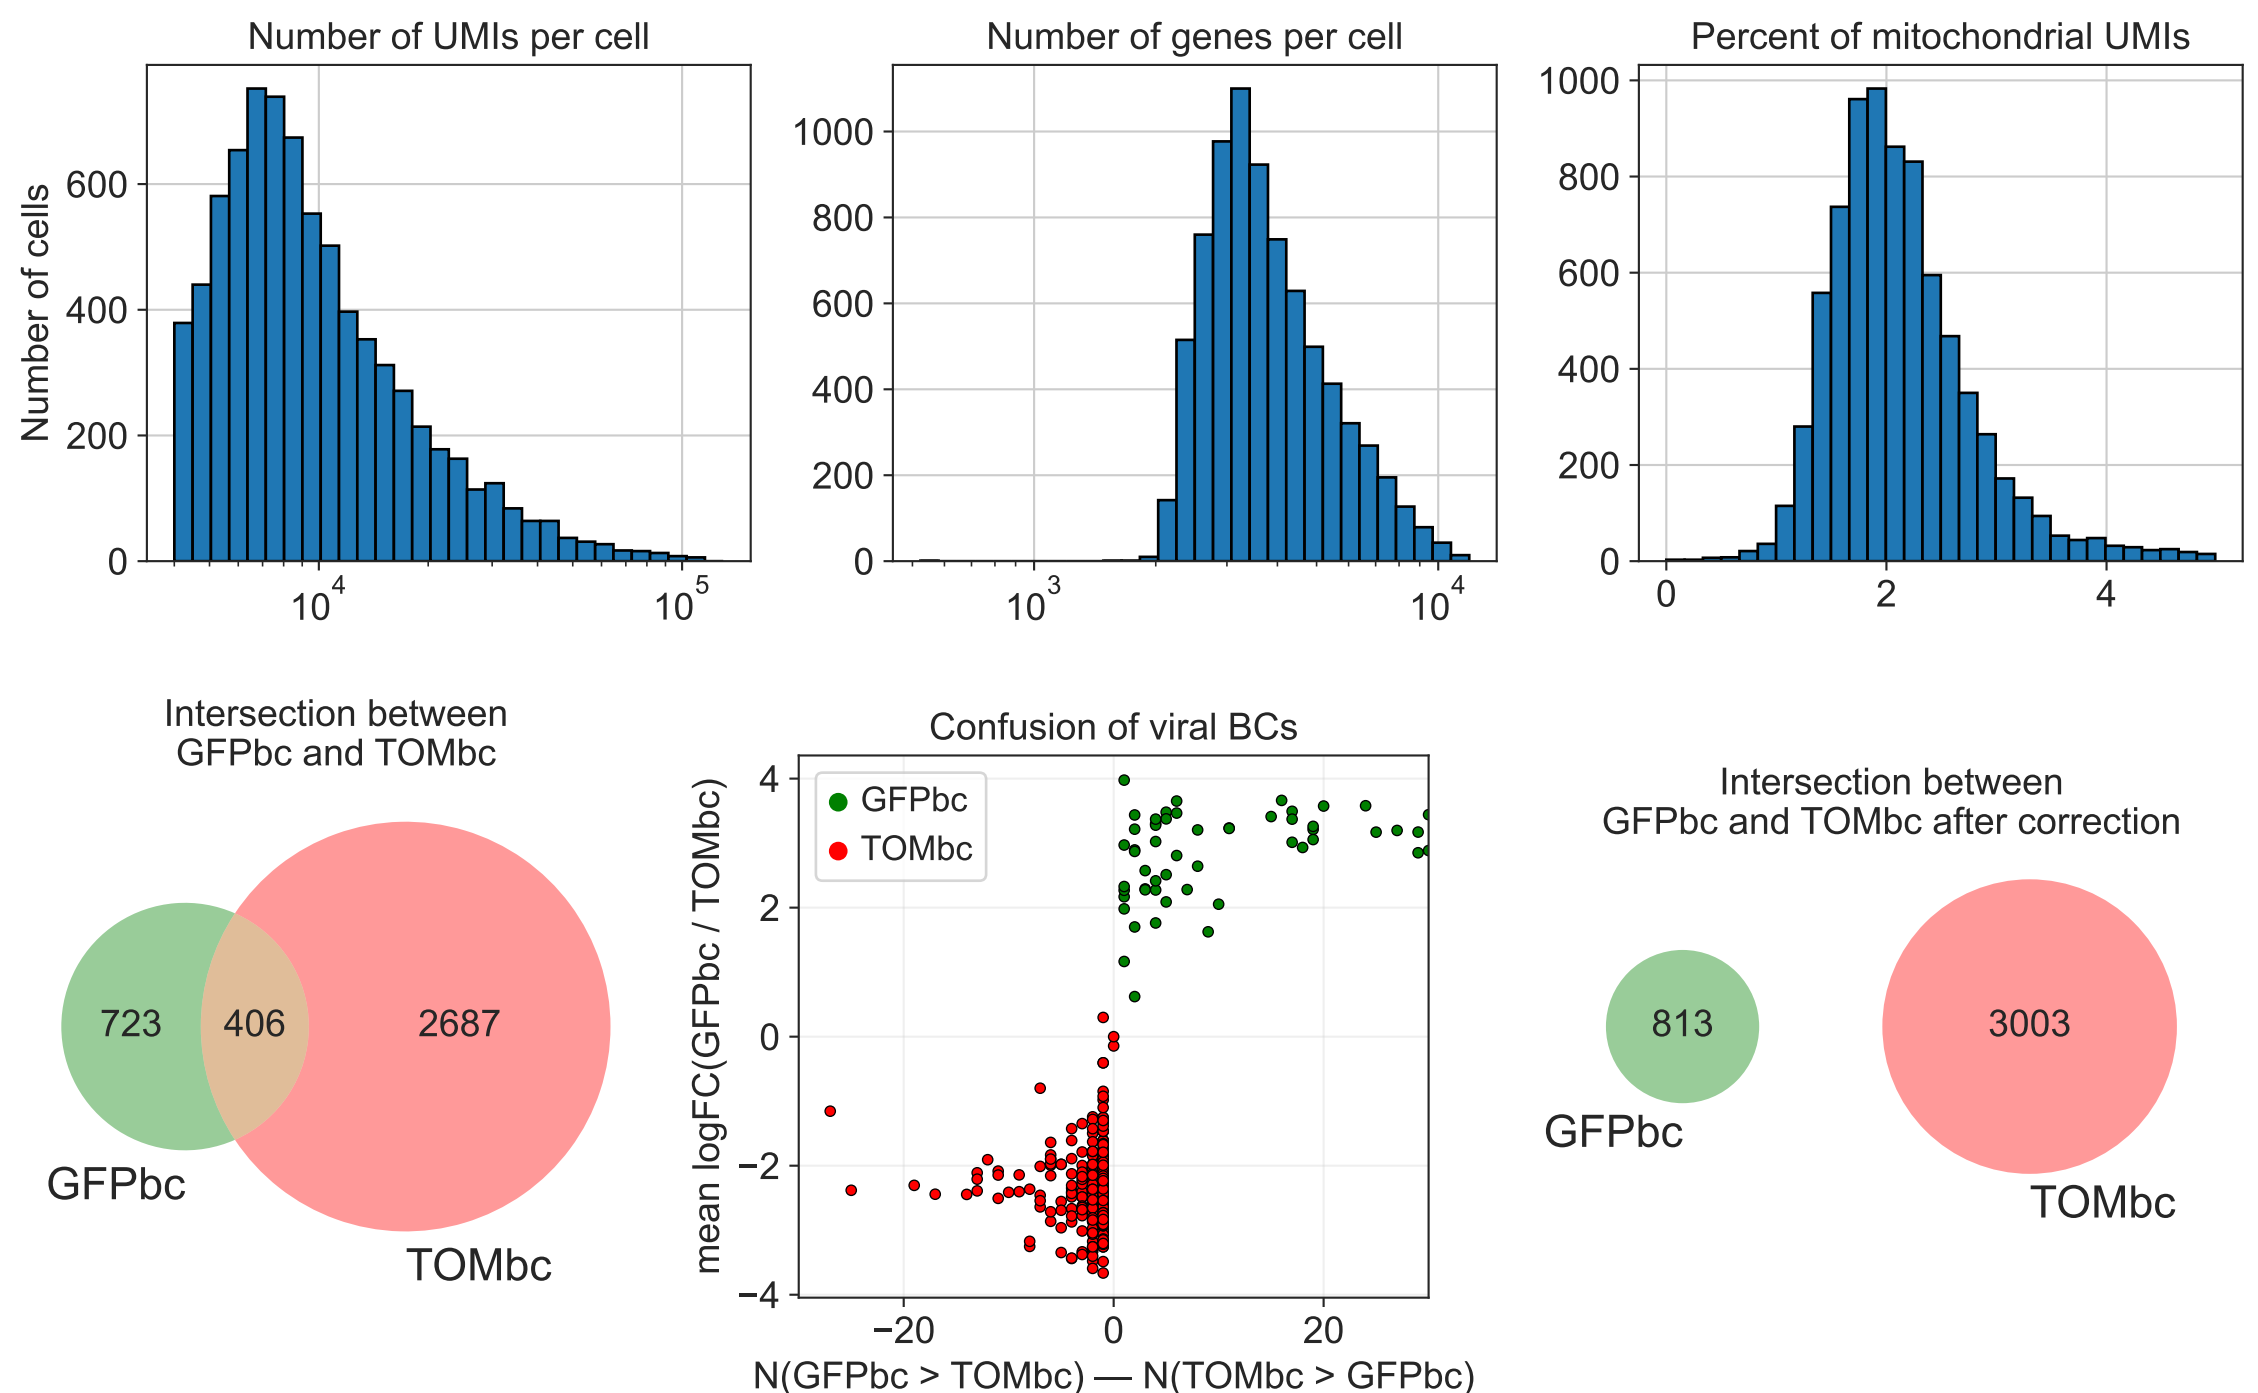 Number of UMIs per cell
Number of genes per cell
Percent of mitochondrial UMIs
Number of cells
600
400
200
0
10^4
10^5
1000
800
600
400
200
0
10^3
10^4
1000
800
600
400
200
0
0
2
4
Intersection between
GFPbc and TOMbc
723
406
2687
GFPbc
TOMbc
Confusion of viral BCs
mean logFC(GFPbc / TOMbc)
4
2
0
−2
−4
GFPbc
TOMbc
−20
0
20
N(GFPbc > TOMbc) — N(TOMbc > GFPbc)
Intersection between
GFPbc and TOMbc after correction
813
3003
GFPbc
TOMbc